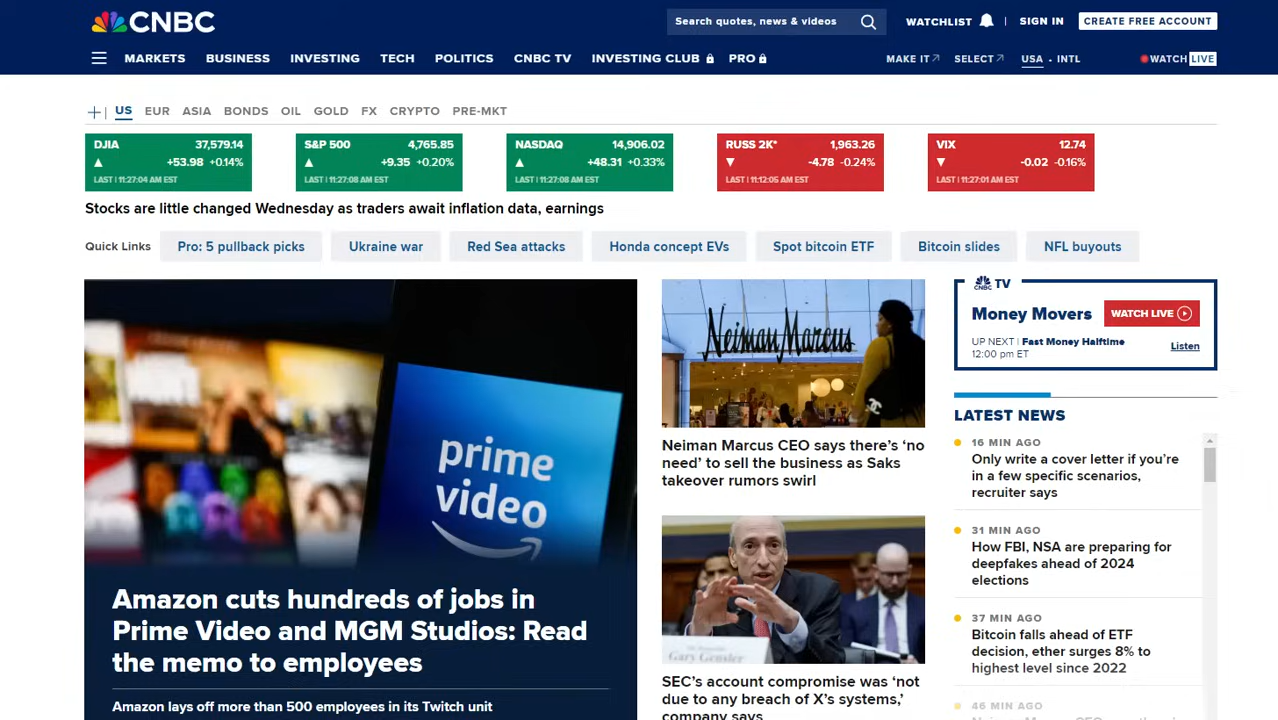 CNBC
Search quotes, news & videos
WATCHLIST
SIGN IN
CREATE FREE ACCOUNT
MARKETS
BUSINESS
INVESTING
TECH
POLITICS
CNBC TV
INVESTING CLUB
PRO
MAKE IT
SELECT
USA • INTL
WATCH LIVE
US
EUR
ASIA
BONDS
OIL
GOLD
FX
CRYPTO
PRE-MKT
DJIA 37,579.14
+53.98 +0.14%
LAST | 11:27:04 AM EST
S&P 500 4,765.85
+9.35 +0.20%
LAST | 11:27:08 AM EST
NASDAQ 14,906.02
+48.31 +0.33%
LAST | 11:27:08 AM EST
RUSS 2K* 1,963.26
-4.78 -0.24%
LAST | 11:12:05 AM EST
VIX 12.74
-0.02 -0.16%
LAST | 11:27:01 AM EST
Stocks are little changed Wednesday as traders await inflation data, earnings
Quick Links
Pro: 5 pullback picks
Ukraine war
Red Sea attacks
Honda concept EVs
Spot bitcoin ETF
Bitcoin slides
NFL buyouts
prime
video
Amazon cuts hundreds of jobs in
Prime Video and MGM Studios: Read
the memo to employees
Amazon lays off more than 500 employees in its Twitch unit
Neiman Marcus
Neiman Marcus CEO says there's ‘no
need’ to sell the business as Saks
takeover rumors swirl
Gary Gensler
SEC’s account compromise was ‘not
due to any breach of X’s systems,’
company says
CNBC TV
Money Movers
WATCH LIVE
UP NEXT | Fast Money Halftime
12:00 pm ET
Listen
LATEST NEWS
16 MIN AGO
Only write a cover letter if you’re
in a few specific scenarios,
recruiter says
31 MIN AGO
How FBI, NSA are preparing for
deepfakes ahead of 2024
elections
37 MIN AGO
Bitcoin falls ahead of ETF
decision, ether surges 8% to
highest level since 2022
46 MIN AGO